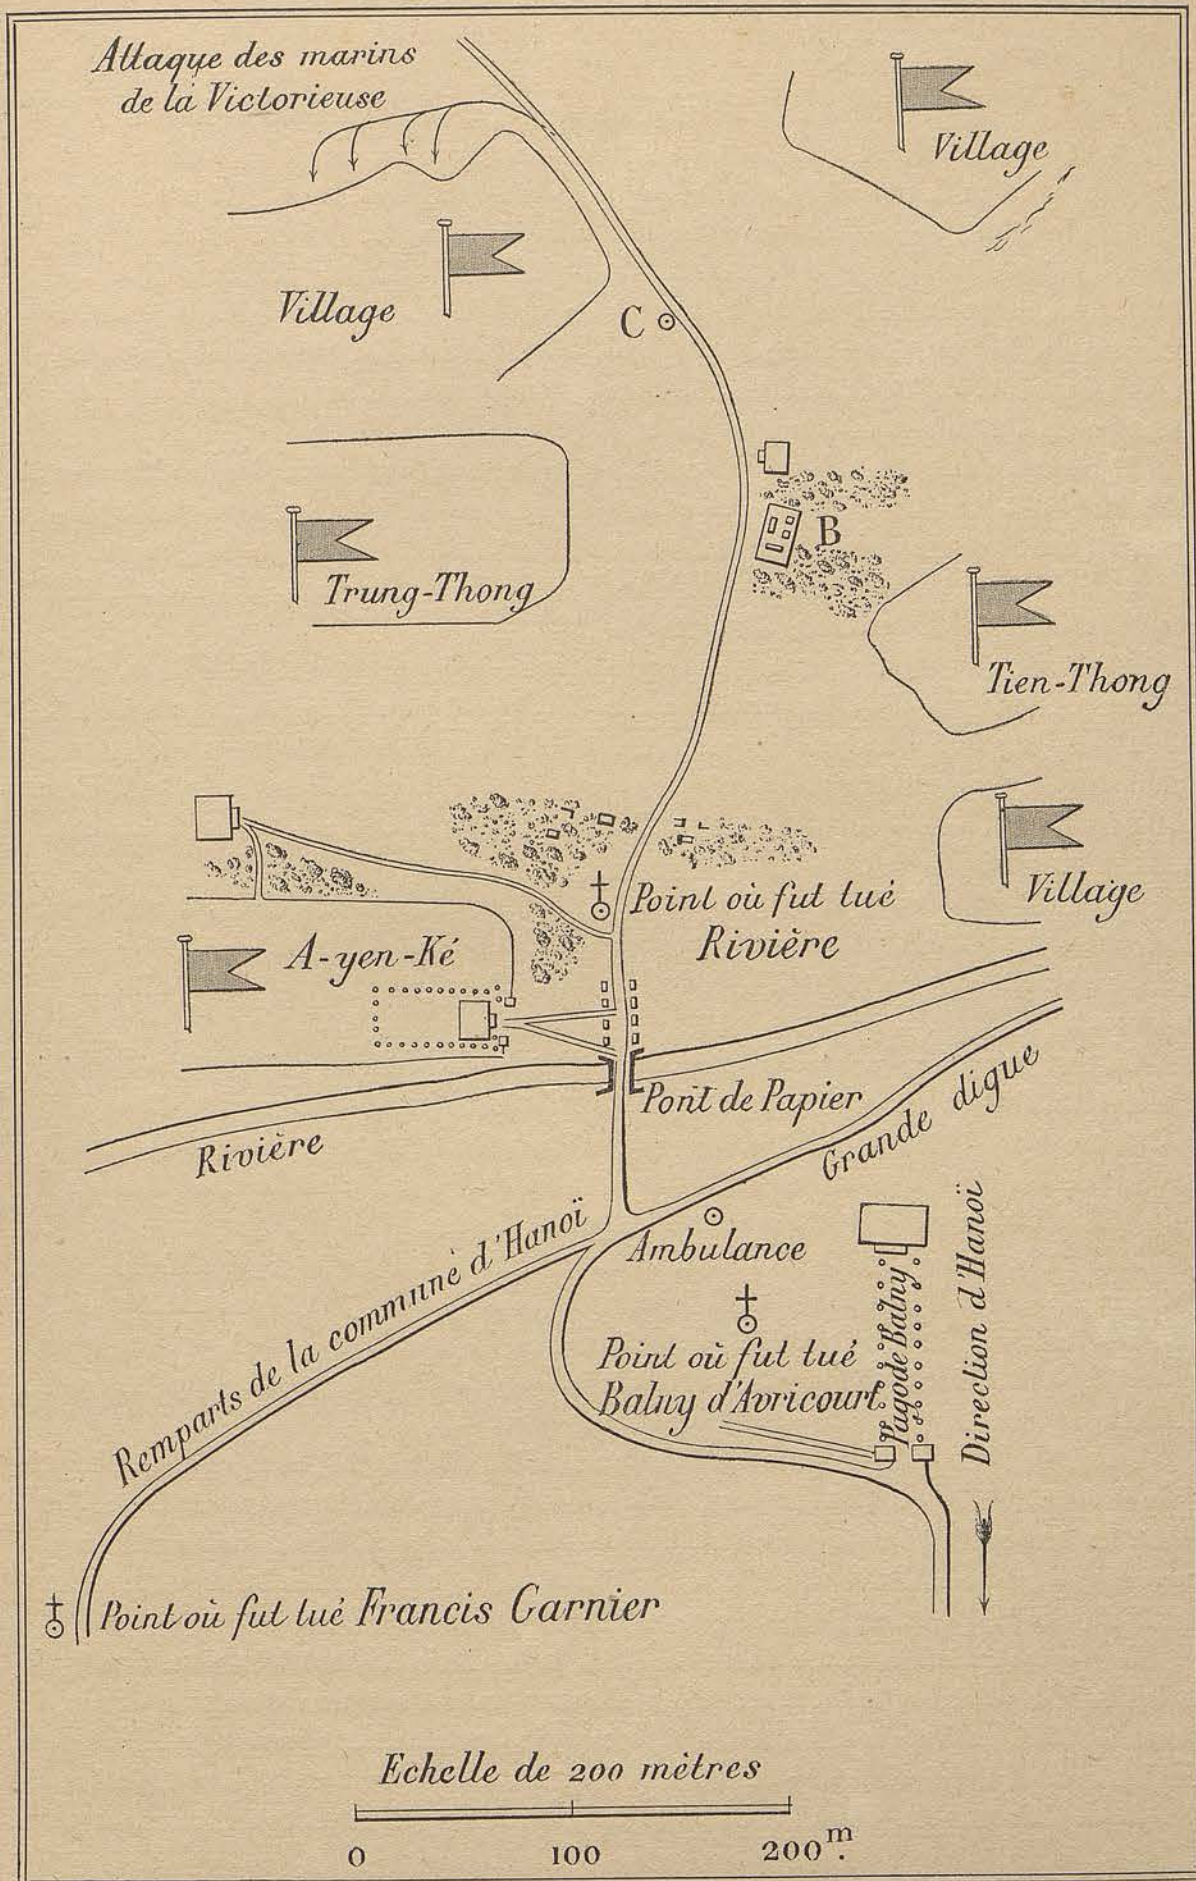 Attaque des marins
de la Victorieuse
Village
Village
C
B
Trung-Thong
Tien-Thong
Village
Point où fut tué
Rivière
A-yen-Ké
Pont de Papier
Rivière
Grande digue
Remparts de la commune d'Hanoï
Ambulance
Point où fut tué
Balny d'Avricourt
Pagode Balny
Direction d'Hanoï
Point où fut tué Francis Garnier
Echelle de 200 mètres
0 100 200 m.